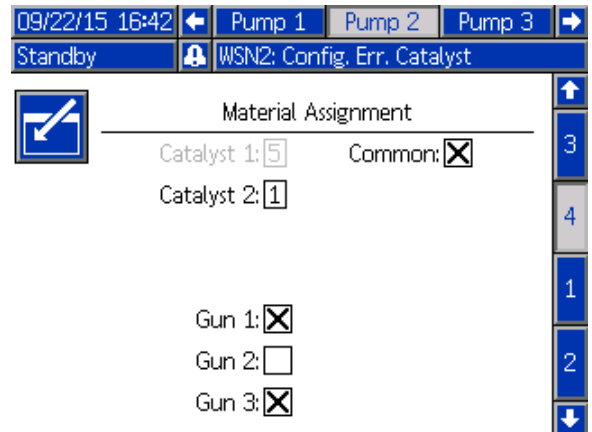 09/22/15 16:42 Pump 1 Pump 2 Pump 3
Standby WSN2: Config. Err. Catalyst
Material Assignment
Catalyst 1: 5 Common:
Catalyst 2: 1
Gun 1:
Gun 2:
Gun 3:
3
4
1
2